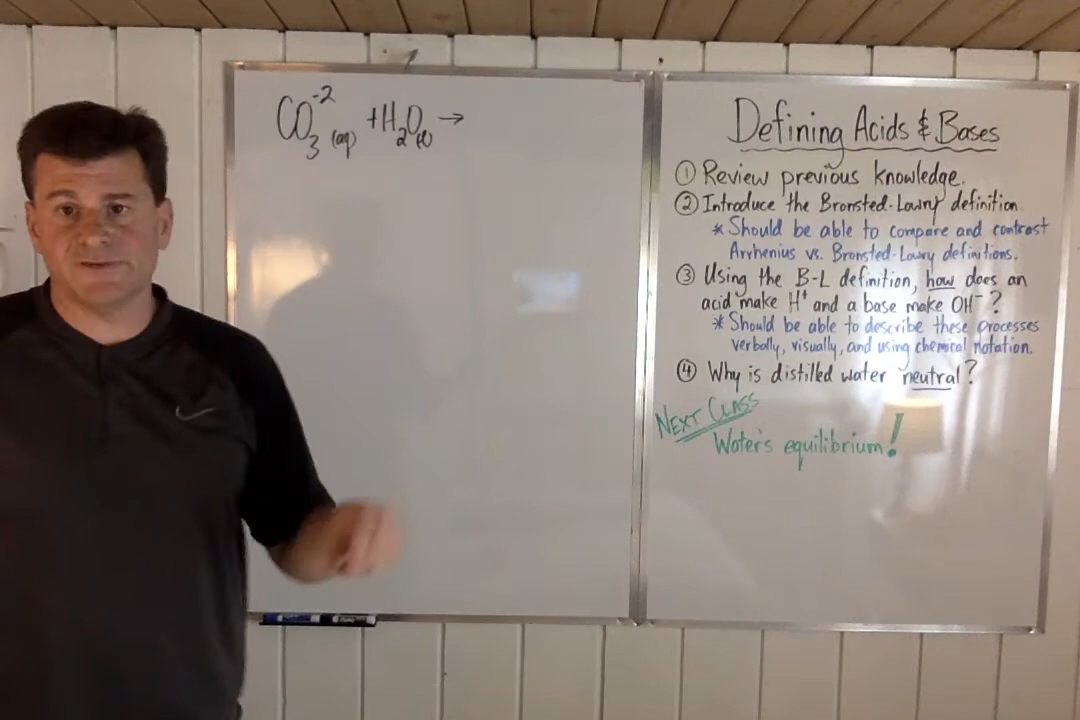 CO₃⁻²(aq) + H₂O(l) →
Defining Acids & Bases
① Review previous knowledge.
② Introduce the Bronsted-Lowry definition.
* Should be able to compare and contrast
Arrhenius vs. Bronsted-Lowry definitions.
③ Using the B-L definition, how does an
acid make H⁺ and a base make OH⁻?
* Should be able to describe these processes
verbally, visually, and using chemical notation.
④ Why is distilled water neutral?
NEXT CLASS
Water's equilibrium!